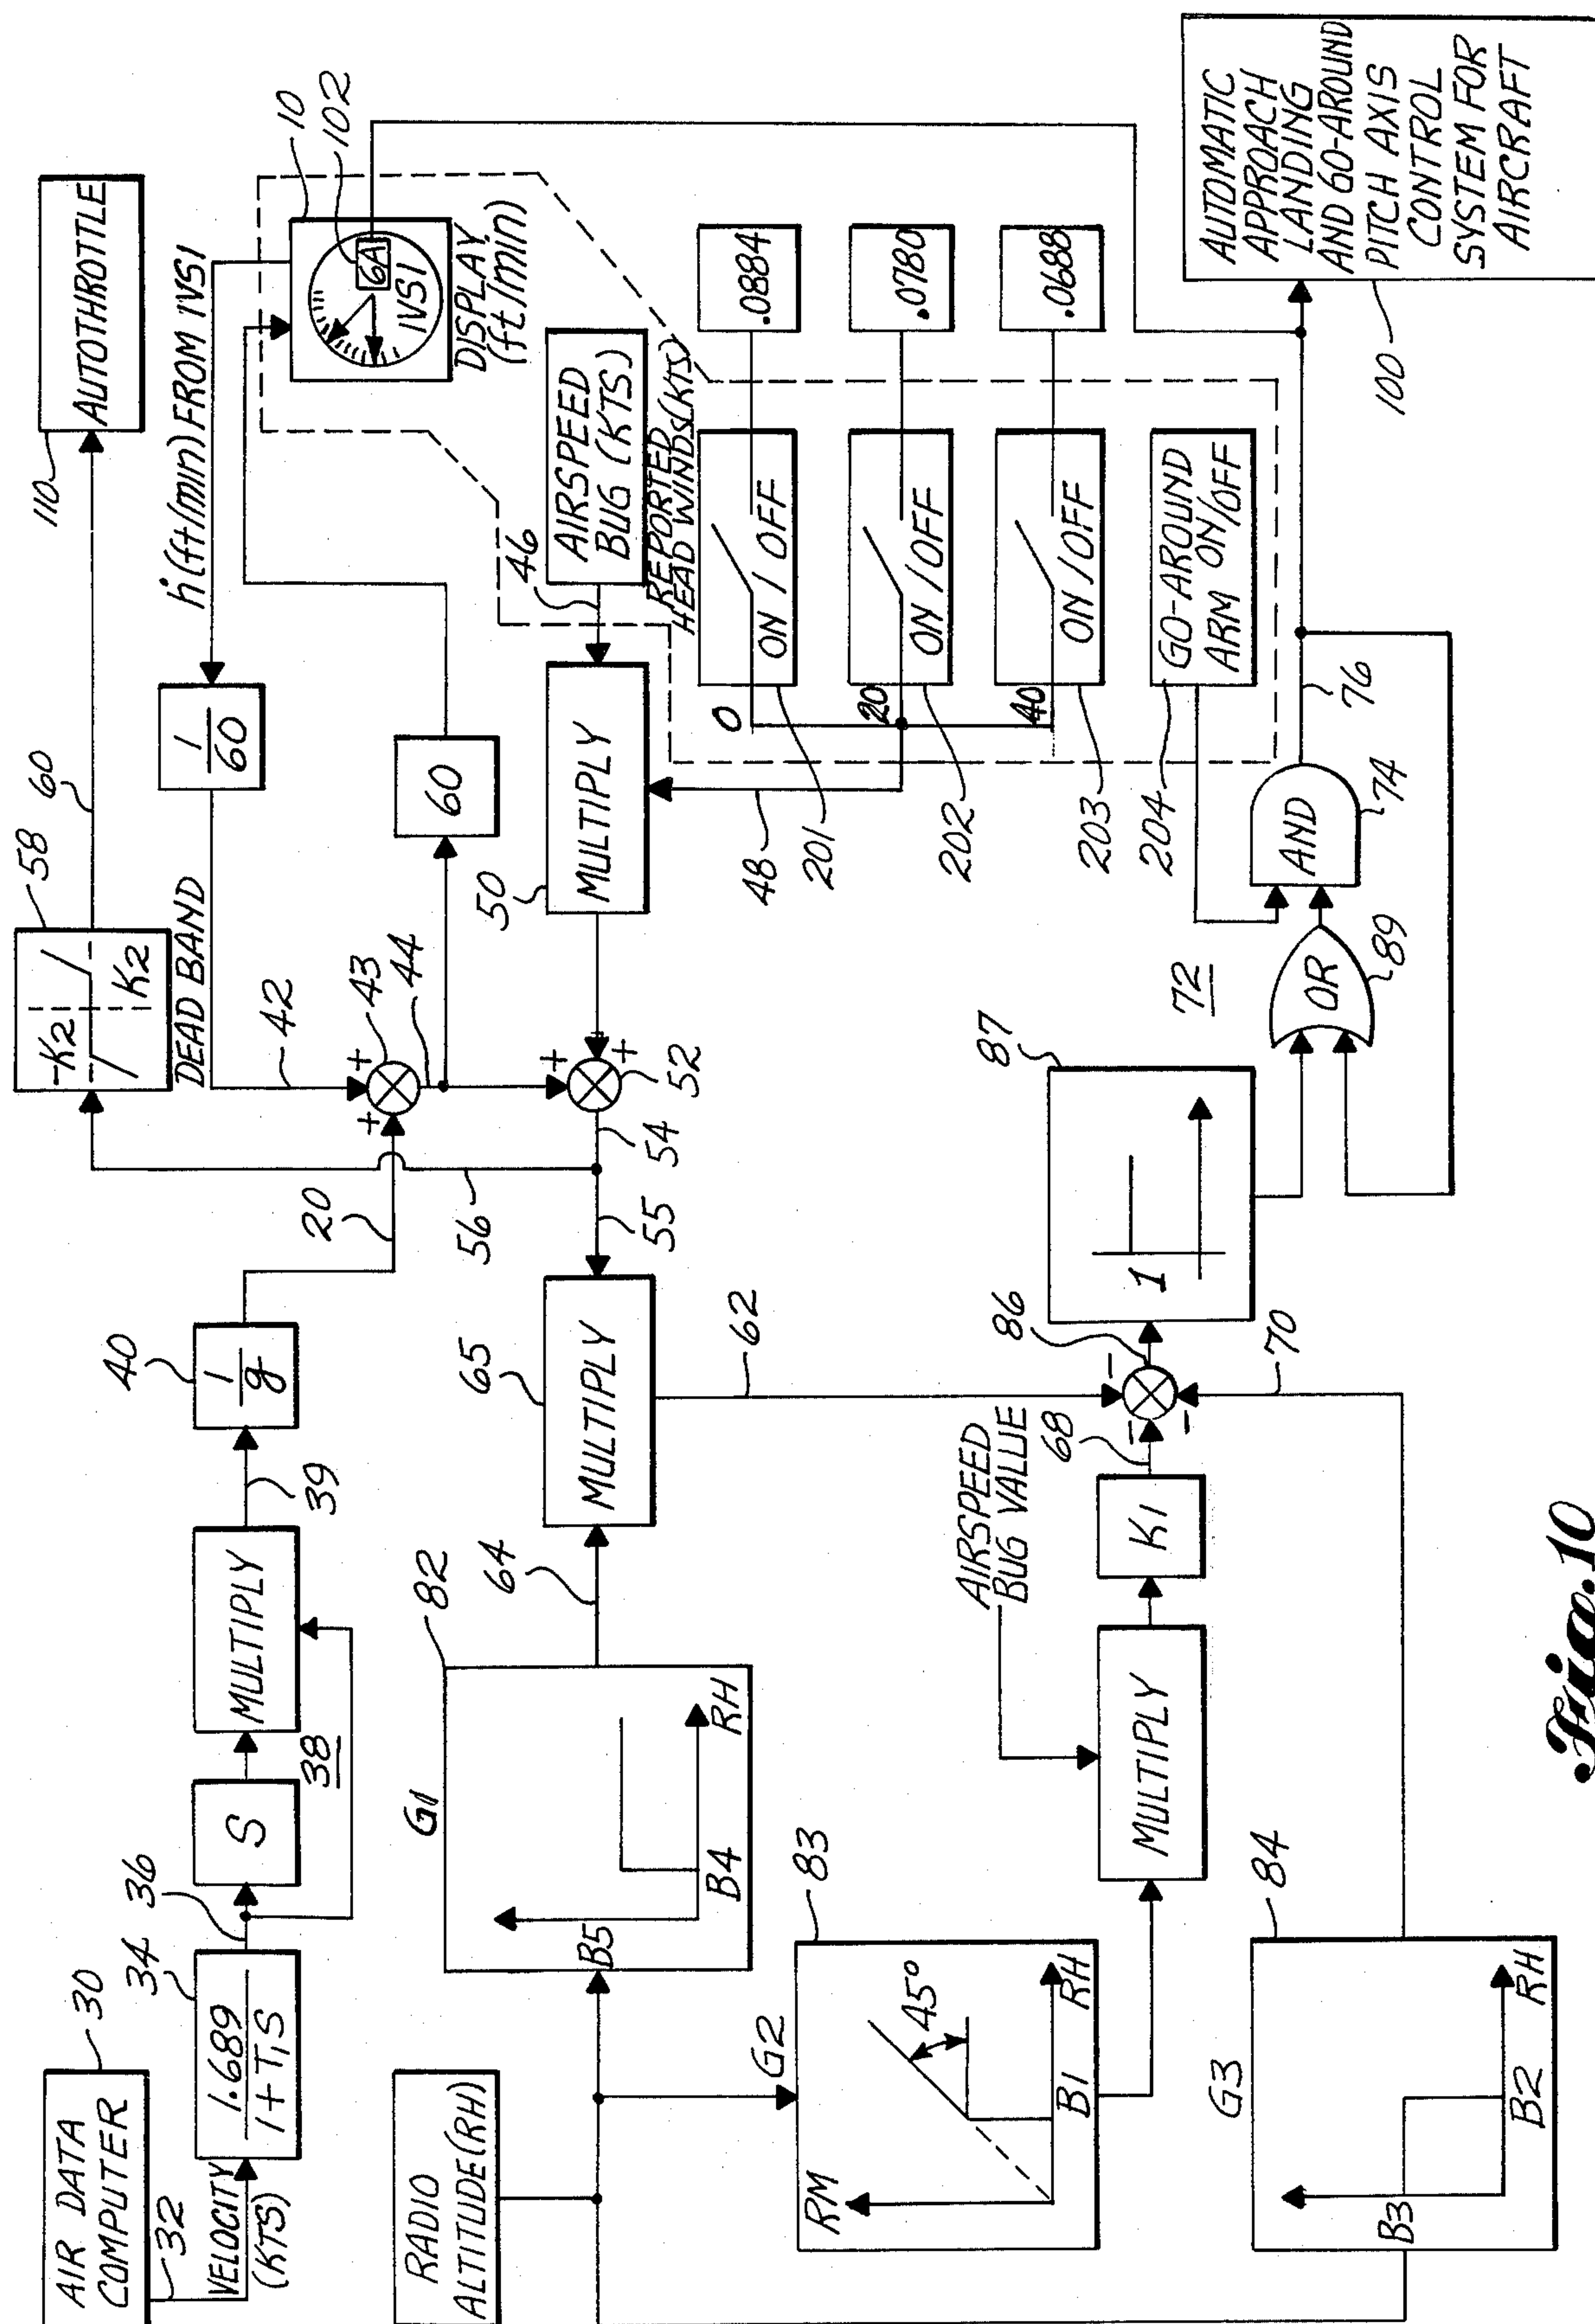 AIR DATA
COMPUTER
30
32
VELOCITY
(KTS)
34
1.689
1 + T1S
36
S
38
MULTIPLY
39
40
1
g
20
42
43
44
DEAD BAND
-K2
K2
58
60
1
60
ḣ (ft/min) FROM IVSI
110
AUTOTHROTTLE
10
102
GA
IVSI
DISPLAY
(ft/min)
60
RADIO
ALTITUDE(RH)
G1
82
B5
B4
RH
64
65
MULTIPLY
62
55
56
54
52
50
MULTIPLY
46
AIRSPEED
BUG (KTS)
48
REPORTED
HEAD WINDS(KTS)
0
ON / OFF
.0884
201
20
ON / OFF
.0780
202
40
ON / OFF
.0688
203
GO-AROUND
ARM ON/OFF
204
G2
83
RM
45°
B1
RH
MULTIPLY
AIRSPEED
BUG VALUE
K1
68
86
70
1
87
72
OR
89
AND
74
76
G3
84
B3
B2
RH
AUTOMATIC
APPROACH
LANDING
AND GO-AROUND
PITCH AXIS
CONTROL
SYSTEM FOR
AIRCRAFT
100
+
+
+
+
-
-
-
Fig. 10